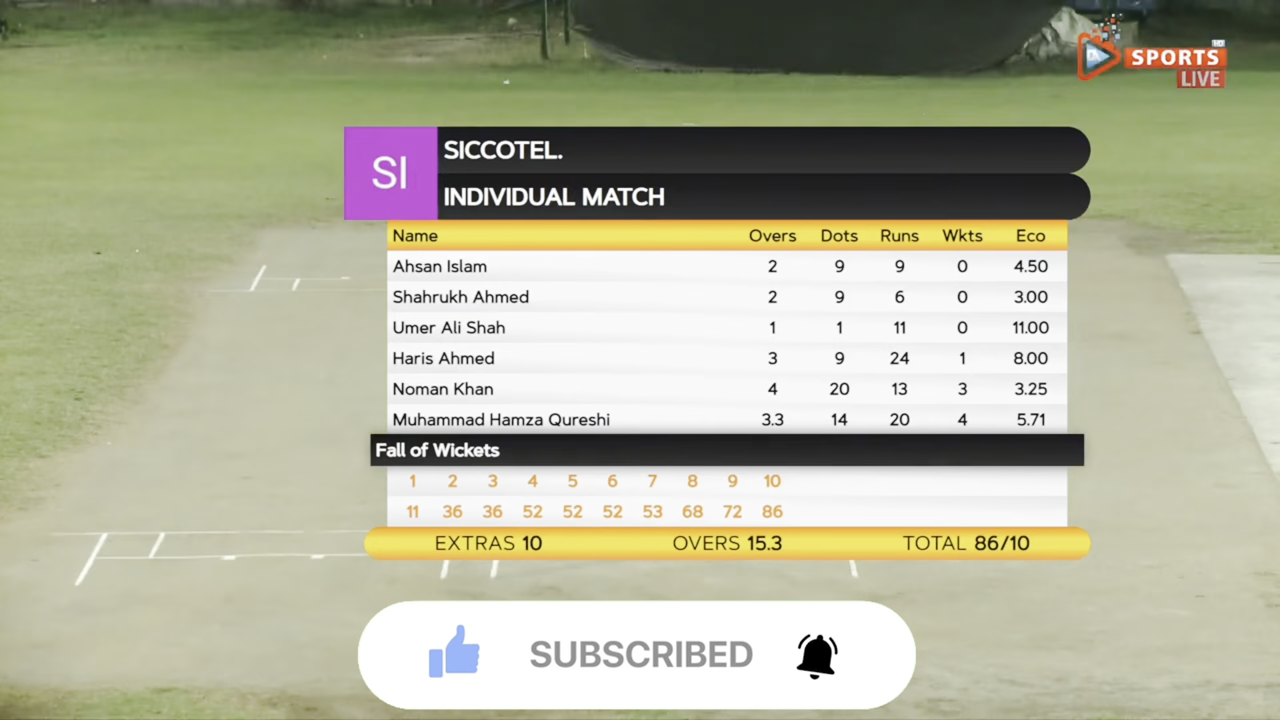 SPORTS HD
LIVE
SI
SICCOTEL.
INDIVIDUAL MATCH
Name Overs Dots Runs Wkts Eco
Ahsan Islam 2 9 9 0 4.50
Shahrukh Ahmed 2 9 6 0 3.00
Umer Ali Shah 1 1 11 0 11.00
Haris Ahmed 3 9 24 1 8.00
Noman Khan 4 20 13 3 3.25
Muhammad Hamza Qureshi 3.3 14 20 4 5.71
Fall of Wickets
1 2 3 4 5 6 7 8 9 10
11 36 36 52 52 52 53 68 72 86
EXTRAS 10 OVERS 15.3 TOTAL 86/10
SUBSCRIBED